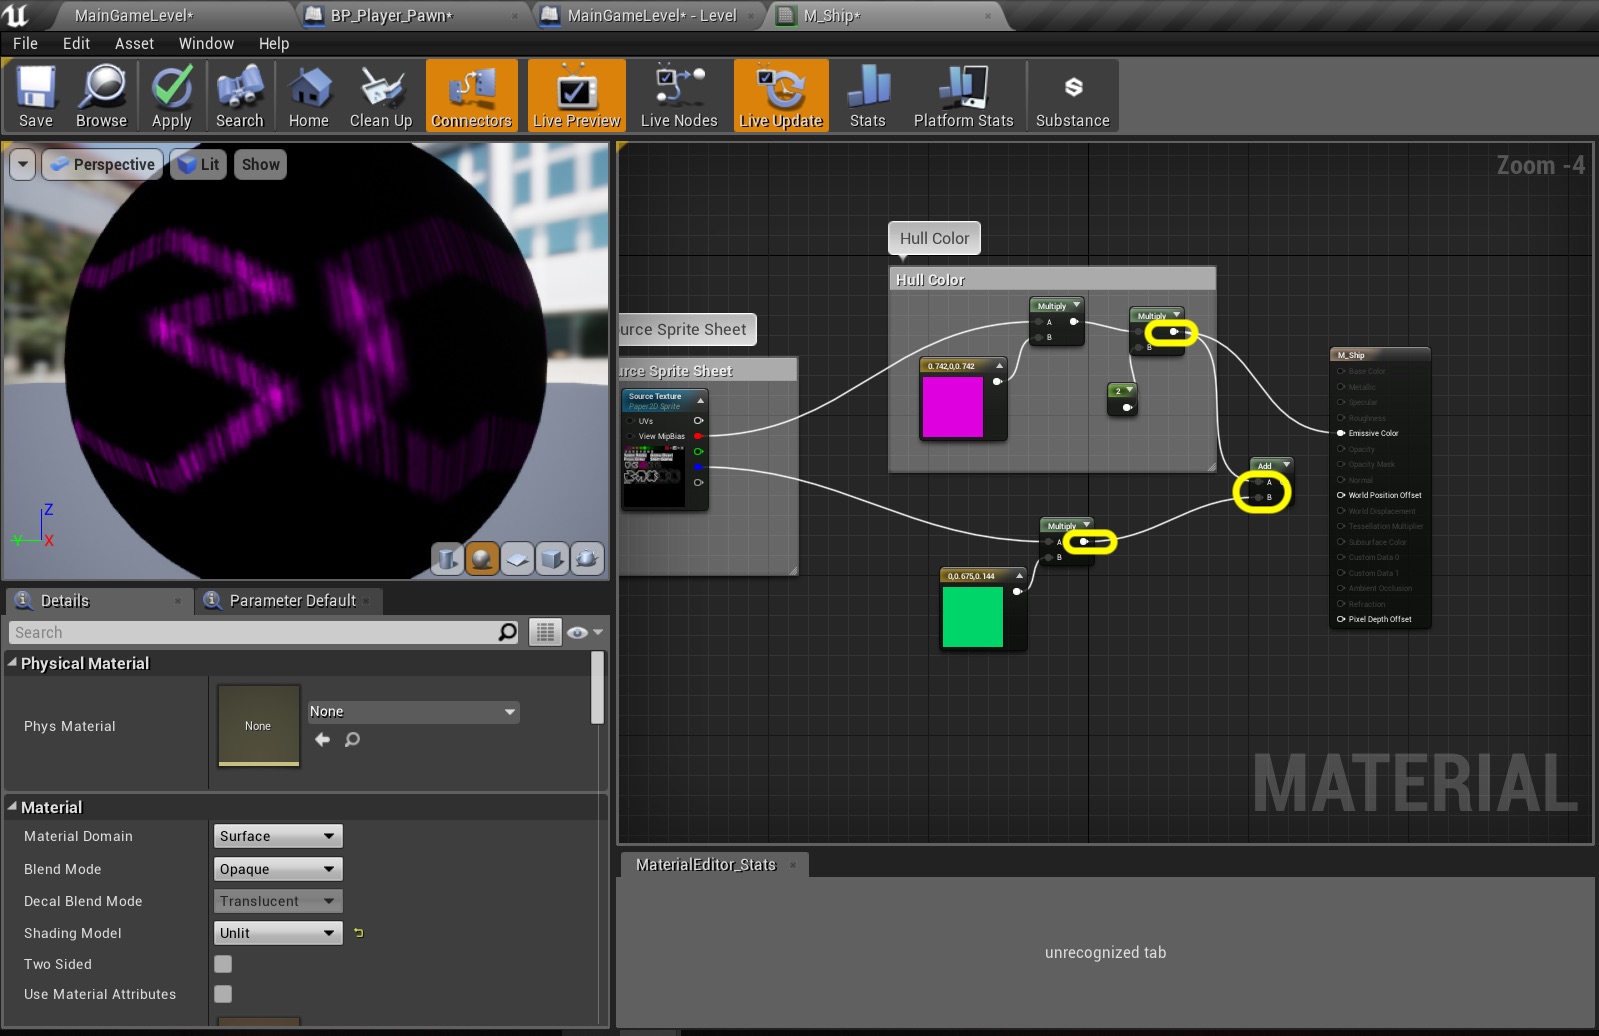 MainGameLevel*
BP_Player_Pawn*
MainGameLevel* - Level
M_Ship*
File Edit Asset Window Help
Save
Browse
Apply
Search
Home
Clean Up
Connectors
Live Preview
Live Nodes
Live Update
Stats
Platform Stats
Substance
Perspective
Lit
Show
Z
Y
X
Zoom -4
Hull Color
Hull Color
Multiply
A
B
Multiply
B
0.742,0,0.742
2
urce Sprite Sheet
urce Sprite Sheet
Source Texture
Paper2D Sprite
UVs
View MipBias
Multiply
A
B
0,0.675,0.144
Add
A
B
M_Ship
Base Color
Metallic
Specular
Roughness
Emissive Color
Opacity
Opacity Mask
Normal
World Position Offset
World Displacement
Tessellation Multiplier
Subsurface Color
Custom Data 0
Custom Data 1
Ambient Occlusion
Refraction
Pixel Depth Offset
MATERIAL
Details
Parameter Default
Search
Physical Material
Phys Material
None
None
Material
Material Domain Surface
Blend Mode Opaque
Decal Blend Mode Translucent
Shading Model Unlit
Two Sided
Use Material Attributes
MaterialEditor_Stats
unrecognized tab